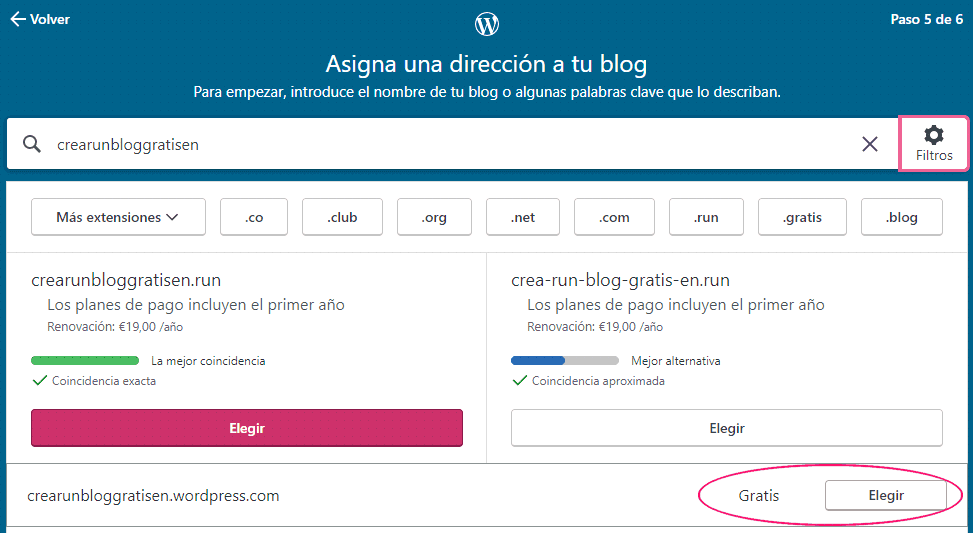 Volver
Paso 5 de 6
Asigna una dirección a tu blog
Para empezar, introduce el nombre de tu blog o algunas palabras clave que lo describan.
crearunbloggratisen
Filtros
Más extensiones .co .club .org .net .com .run .gratis .blog
crearunbloggratisen.run
Los planes de pago incluyen el primer año
Renovación: €19,00 /año
La mejor coincidencia
Coincidencia exacta
Elegir
crea-run-blog-gratis-en.run
Los planes de pago incluyen el primer año
Renovación: €19,00 /año
Mejor alternativa
Coincidencia aproximada
Elegir
crearunbloggratisen.wordpress.com Gratis Elegir